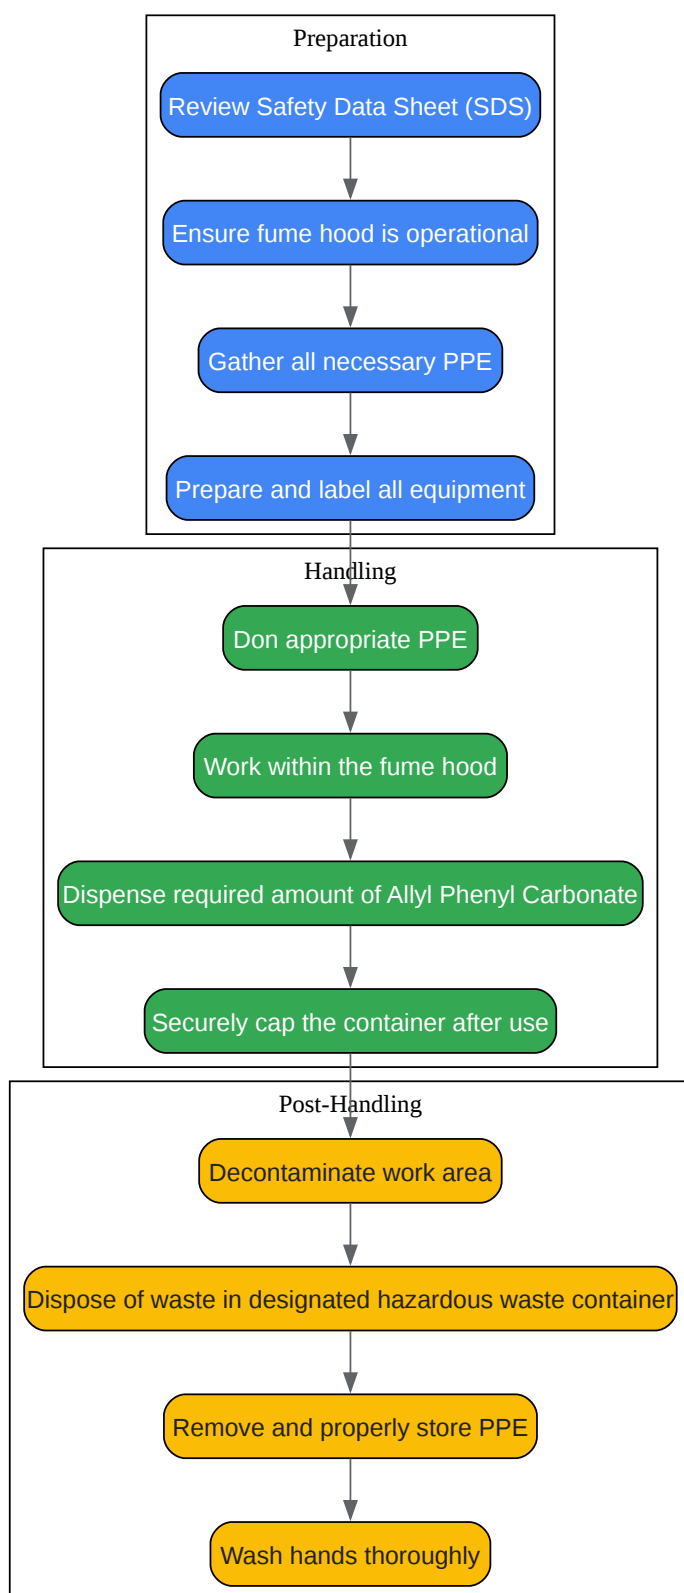 Preparation
Review Safety Data Sheet (SDS)
Ensure fume hood is operational
Gather all necessary PPE
Prepare and label all equipment
Handling
Don appropriate PPE
Work within the fume hood
Dispense required amount of Allyl Phenyl Carbonate
Securely cap the container after use
Post-Handling
Decontaminate work area
Dispose of waste in designated hazardous waste container
Remove and properly store PPE
Wash hands thoroughly